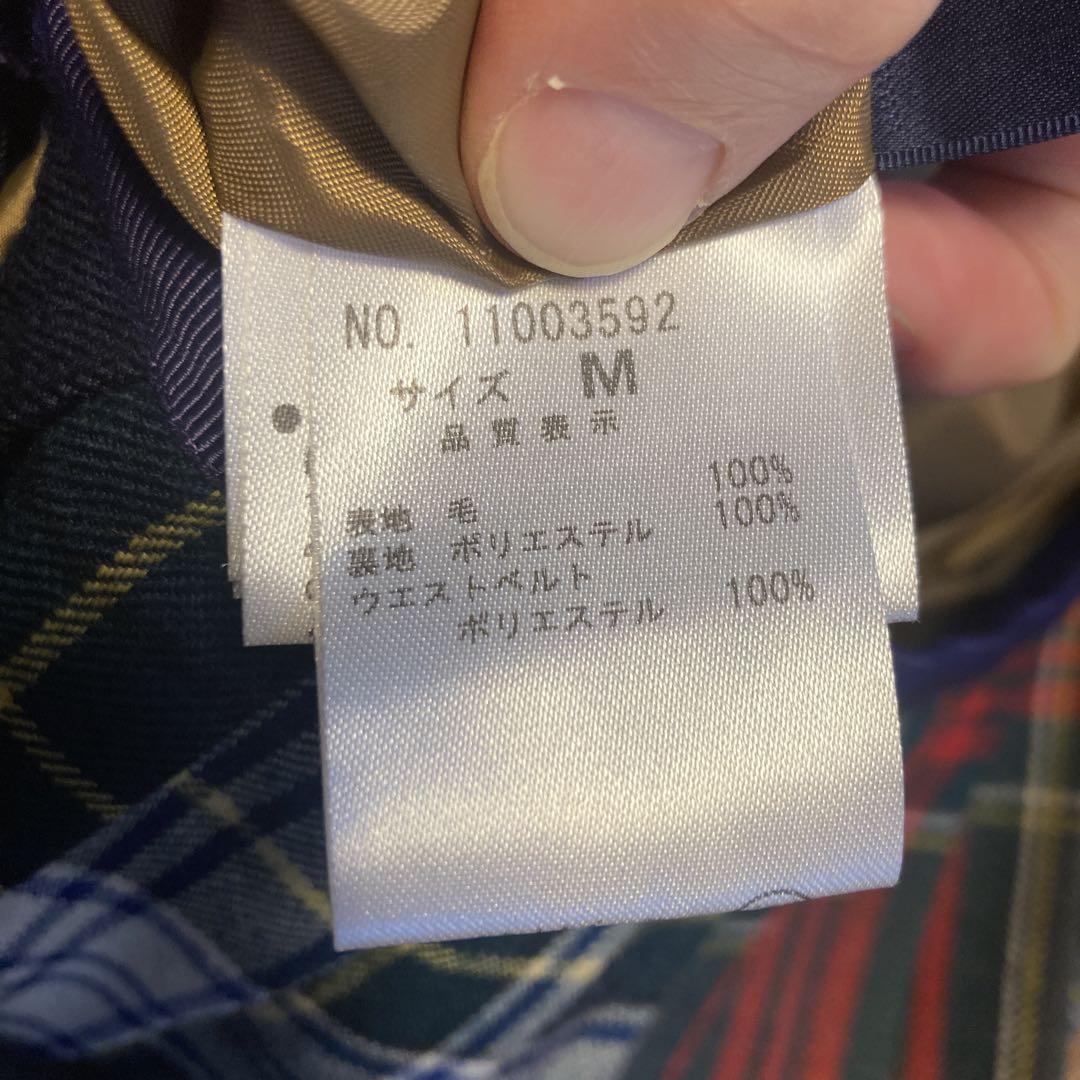 NO. 11003592
サイズ M
品質表示
表地 毛 100%
裏地 ポリエステル 100%
ウエストベルト
ポリエステル 100%